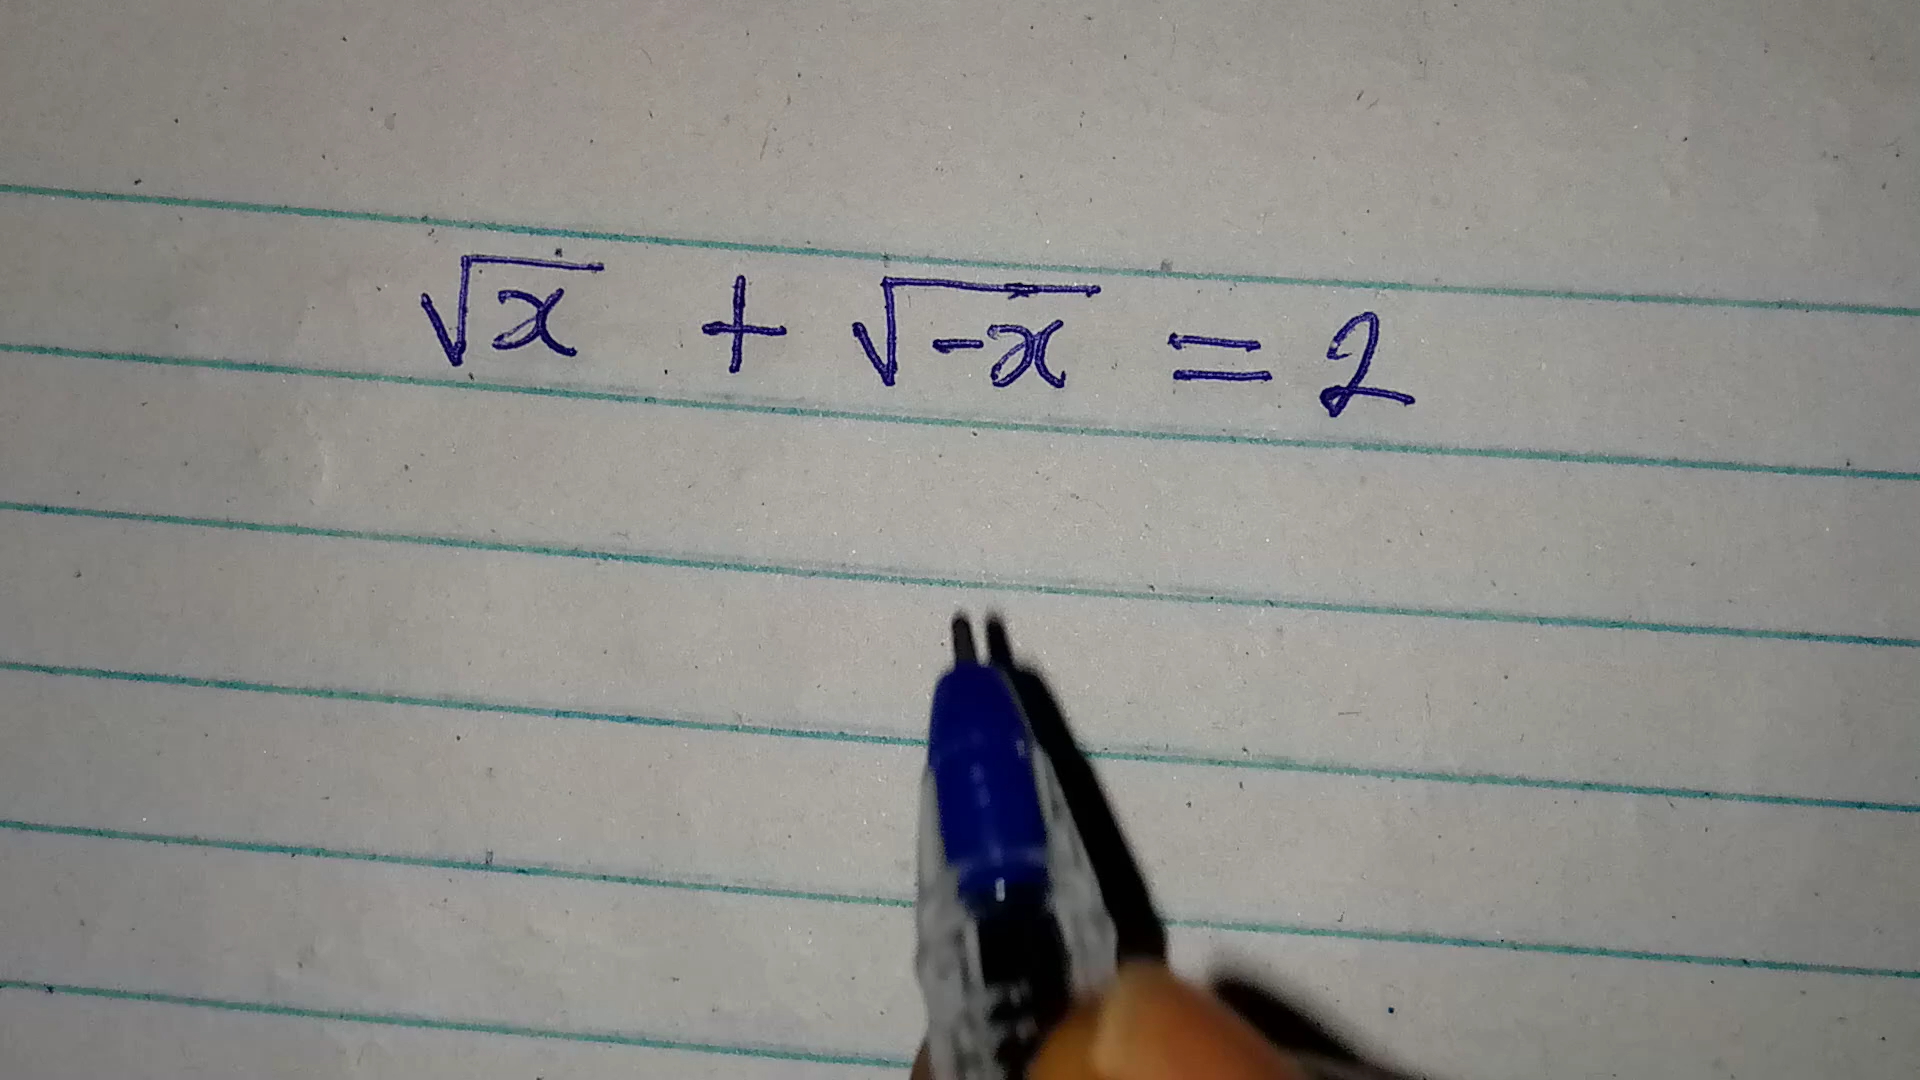 √x + √-x = 2